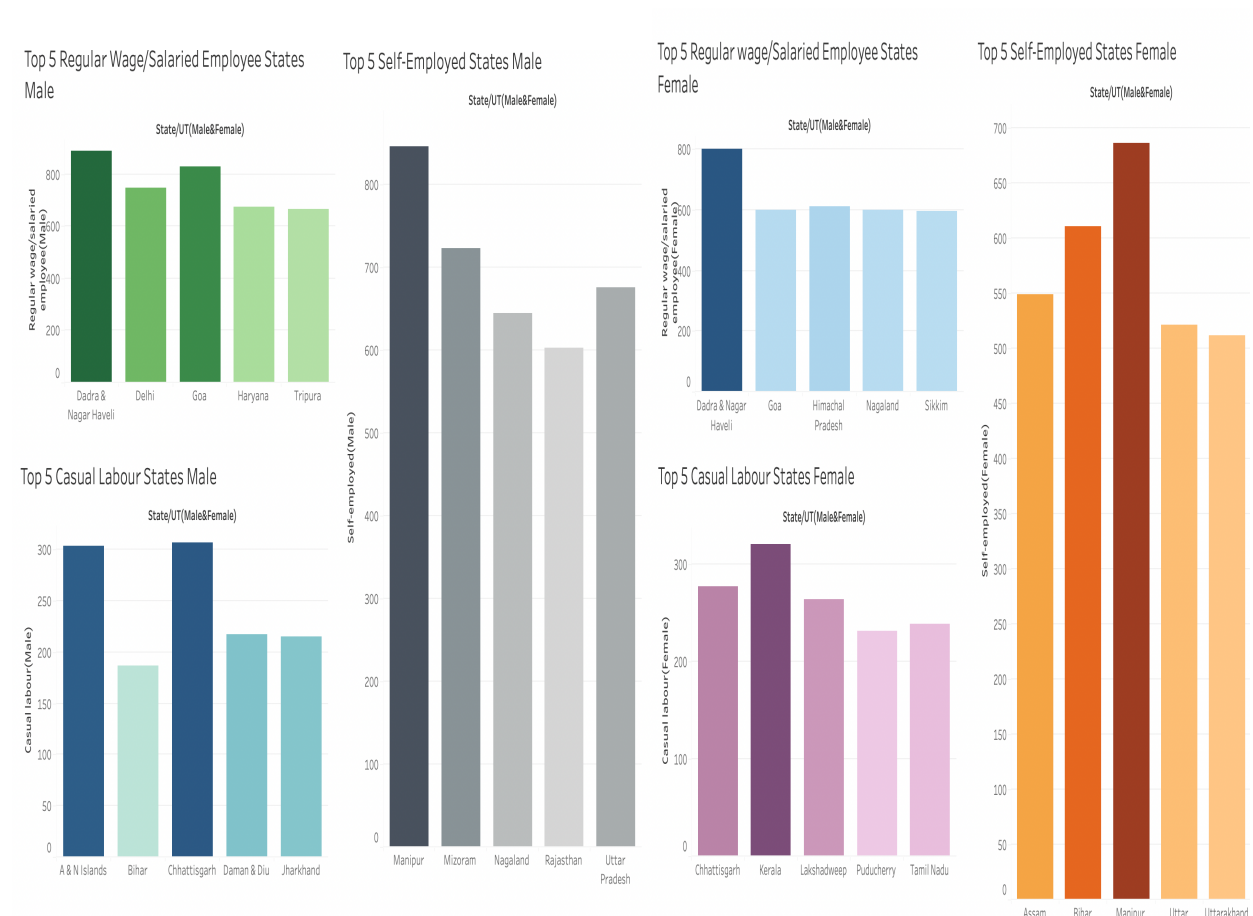 Top 5 Regular Wage/Salaried Employee States
Male
State/UT(Male&Female)
Regular wage/salaried
employee(Male)
800
600
400
200
0
Dadra &
Nagar Haveli
Delhi
Goa
Haryana
Tripura
Top 5 Casual Labour States Male
State/UT(Male&Female)
Casual labour(Male)
300
250
200
150
100
50
0
A & N Islands
Bihar
Chhattisgarh
Daman & Diu
Jharkhand
Top 5 Self-Employed States Male
State/UT(Male&Female)
Self-employed(Male)
800
700
600
500
400
300
200
100
0
Manipur
Mizoram
Nagaland
Rajasthan
Uttar
Pradesh
Top 5 Regular wage/Salaried Employee States
Female
State/UT(Male&Female)
Regular wage/salaried
employee(Female)
800
600
400
200
0
Dadra & Nagar
Haveli
Goa
Himachal
Pradesh
Nagaland
Sikkim
Top 5 Casual Labour States Female
State/UT(Male&Female)
Casual labour(Female)
300
200
100
0
Chhattisgarh
Kerala
Lakshadweep
Puducherry
Tamil Nadu
Top 5 Self-Employed States Female
State/UT(Male&Female)
Self-employed(Female)
700
650
600
550
500
450
400
350
300
250
200
150
100
50
0
Assam
Bihar
Manipur
Uttar
Uttarakhand